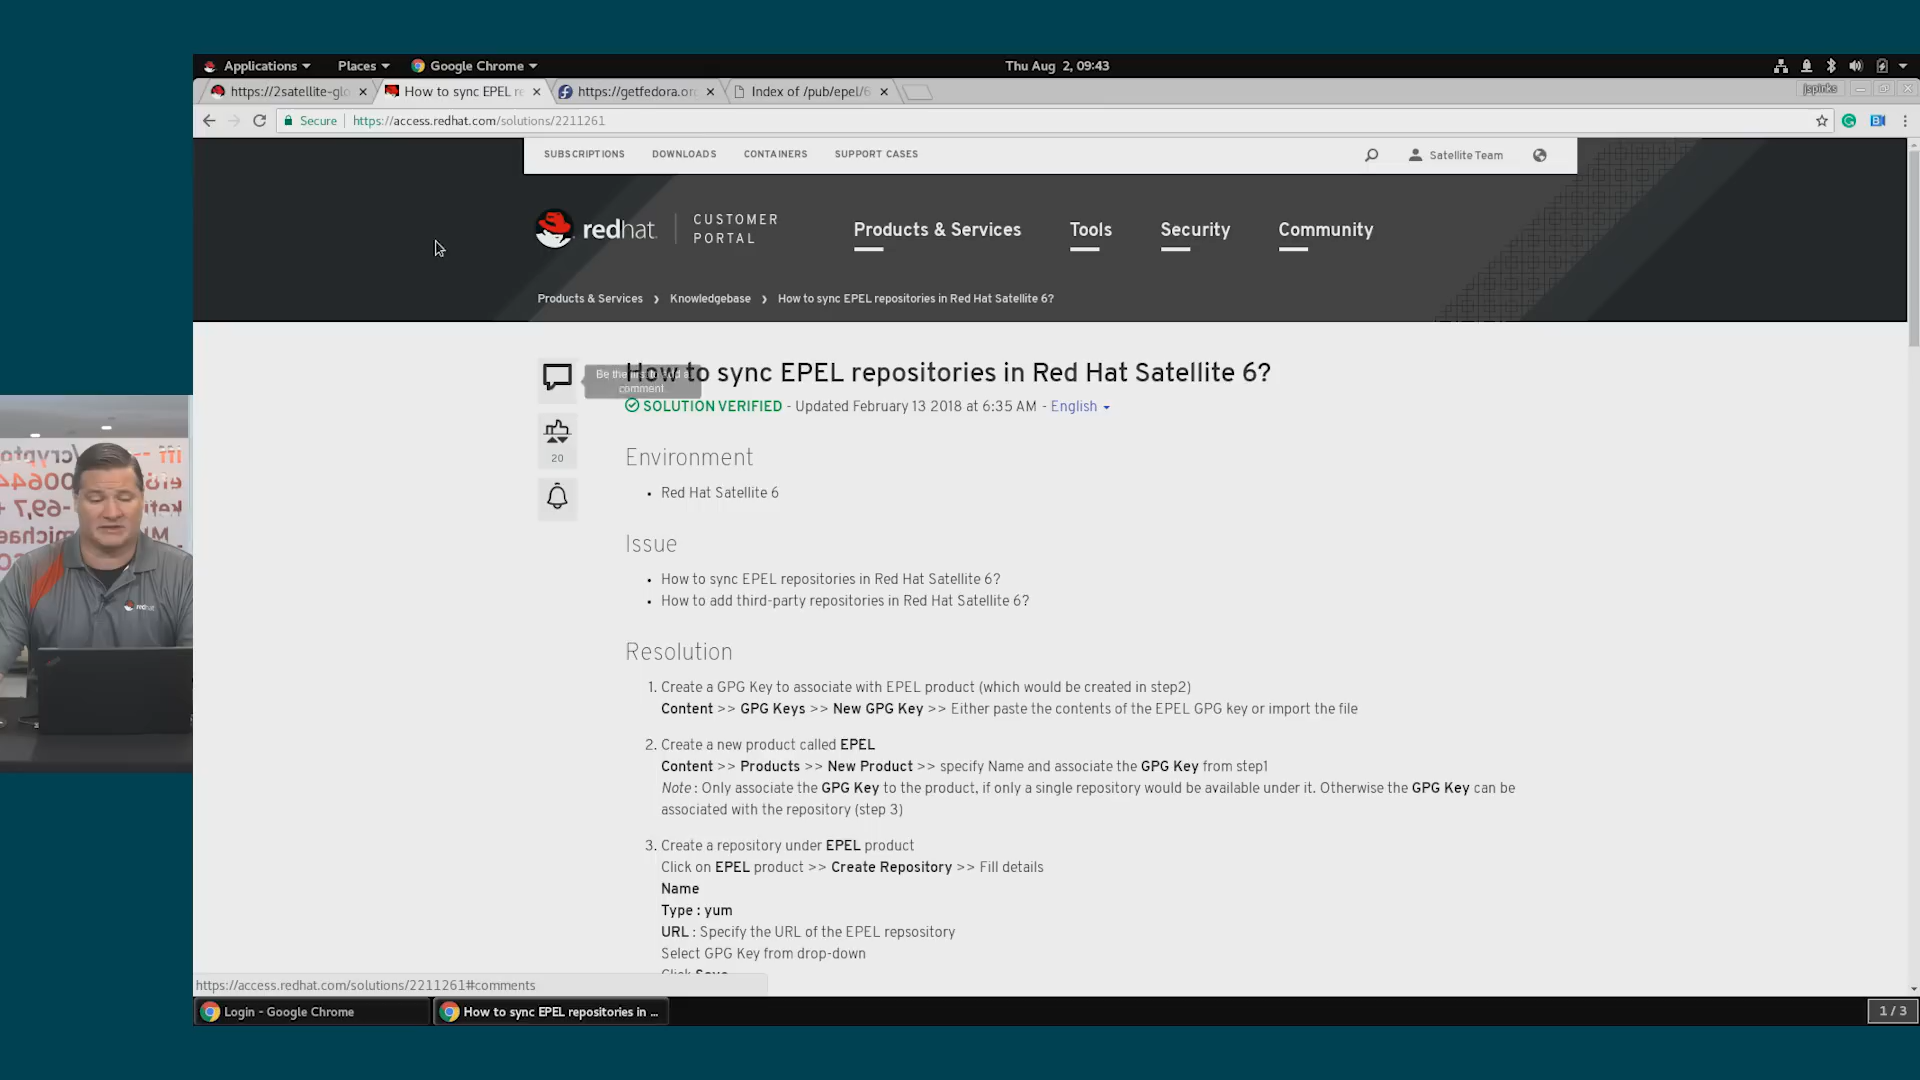 Applications
Places
Google Chrome
Thu Aug 2, 09:43
https://2satellite-glo
How to sync EPEL re
https://getfedora.or
Index of /pub/epel/6
jspinks
Secure
https://access.redhat.com/solutions/2211261
SUBSCRIPTIONS
DOWNLOADS
CONTAINERS
SUPPORT CASES
Satellite Team
redhat.
CUSTOMER
PORTAL
Products & Services
Tools
Security
Community
Products & Services
Knowledgebase
How to sync EPEL repositories in Red Hat Satellite 6?
How to sync EPEL repositories in Red Hat Satellite 6?
comment.
SOLUTION VERIFIED - Updated February 13 2018 at 6:35 AM - English
20
Environment
• Red Hat Satellite 6
Issue
• How to sync EPEL repositories in Red Hat Satellite 6?
• How to add third-party repositories in Red Hat Satellite 6?
Resolution
1. Create a GPG Key to associate with EPEL product (which would be created in step2)
Content >> GPG Keys >> New GPG Key >> Either paste the contents of the EPEL GPG key or import the file
2. Create a new product called EPEL
Content >> Products >> New Product >> specify Name and associate the GPG Key from step1
Note : Only associate the GPG Key to the product, if only a single repository would be available under it. Otherwise the GPG Key can be
associated with the repository (step 3)
3. Create a repository under EPEL product
Click on EPEL product >> Create Repository >> Fill details
Name
Type : yum
URL : Specify the URL of the EPEL repsository
Select GPG Key from drop-down
Click Save
https://access.redhat.com/solutions/2211261#comments
Login - Google Chrome
How to sync EPEL repositories in ...
1 / 3
redhat